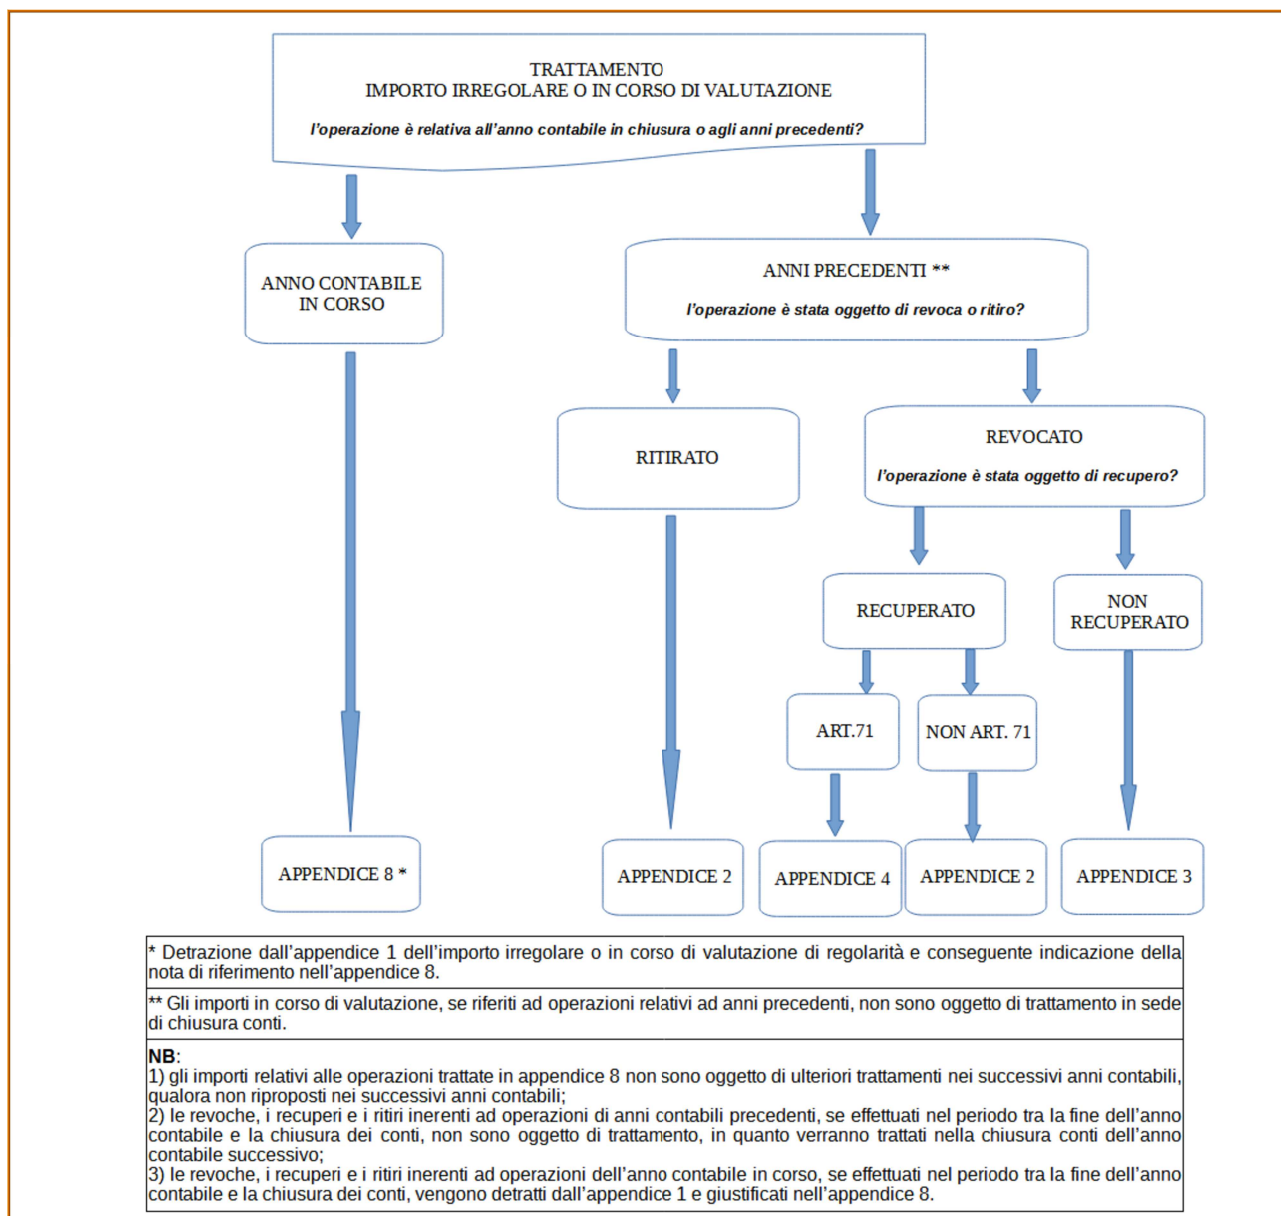 TRATTAMENTO
IMPORTO IRREGOLARE O IN CORSO DI VALUTAZIONE
l'operazione è relativa all'anno contabile in chiusura o agli anni precedenti?
ANNO CONTABILE
IN CORSO
ANNI PRECEDENTI **
l'operazione è stata oggetto di revoca o ritiro?
RITIRATO
REVOCATO
l'operazione è stata oggetto di recupero?
RECUPERATO
NON
RECUPERATO
ART.71
NON ART. 71
APPENDICE 8 *
APPENDICE 2
APPENDICE 4
APPENDICE 2
APPENDICE 3
* Detrazione dall'appendice 1 dell'importo irregolare o in corso di valutazione di regolarità e conseguente indicazione della
nota di riferimento nell'appendice 8.
** Gli importi in corso di valutazione, se riferiti ad operazioni relativi ad anni precedenti, non sono oggetto di trattamento in sede
di chiusura conti.
NB:
1) gli importi relativi alle operazioni trattate in appendice 8 non sono oggetto di ulteriori trattamenti nei successivi anni contabili,
qualora non riproposti nei successivi anni contabili;
2) le revoche, i recuperi e i ritiri inerenti ad operazioni di anni contabili precedenti, se effettuati nel periodo tra la fine dell'anno
contabile e la chiusura dei conti, non sono oggetto di trattamento, in quanto verranno trattati nella chiusura conti dell'anno
contabile successivo;
3) le revoche, i recuperi e i ritiri inerenti ad operazioni dell'anno contabile in corso, se effettuati nel periodo tra la fine dell'anno
contabile e la chiusura dei conti, vengono detratti dall'appendice 1 e giustificati nell'appendice 8.